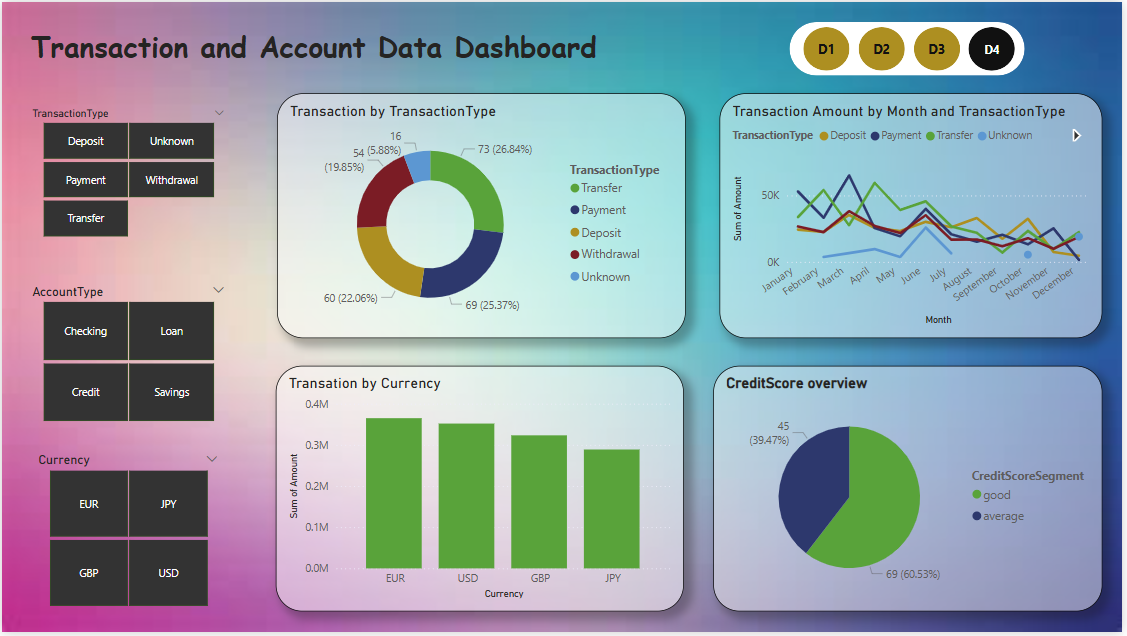 Transaction and Account Data Dashboard
D1 D2 D3 D4
TransactionType
Deposit Unknown
Payment Withdrawal
Transfer
AccountType
Checking Loan
Credit Savings
Currency
EUR JPY
GBP USD
Transaction by TransactionType
16
(5.88%)
73 (26.84%)
54
(19.85%)
60 (22.06%)
69 (25.37%)
TransactionType
Transfer
Payment
Deposit
Withdrawal
Unknown
Transaction Amount by Month and TransactionType
TransactionType Deposit Payment Transfer Unknown
Sum of Amount
50K
0K
January February March April May June July August September October November December
Month
Transation by Currency
Sum of Amount
0.4M
0.3M
0.2M
0.1M
0.0M
EUR USD GBP JPY
Currency
CreditScore overview
45
(39.47%)
69 (60.53%)
CreditScoreSegment
good
average